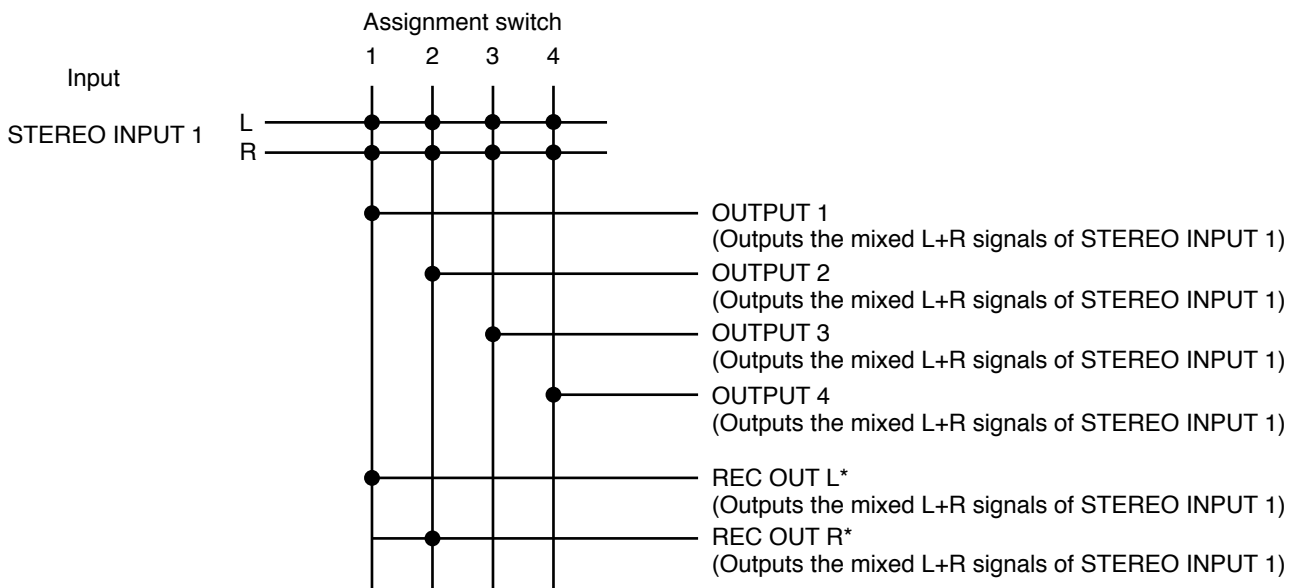 Assignment switch
1 2 3 4
Input
STEREO INPUT 1
L
R
OUTPUT 1
(Outputs the mixed L+R signals of STEREO INPUT 1)
OUTPUT 2
(Outputs the mixed L+R signals of STEREO INPUT 1)
OUTPUT 3
(Outputs the mixed L+R signals of STEREO INPUT 1)
OUTPUT 4
(Outputs the mixed L+R signals of STEREO INPUT 1)
REC OUT L*
(Outputs the mixed L+R signals of STEREO INPUT 1)
REC OUT R*
(Outputs the mixed L+R signals of STEREO INPUT 1)